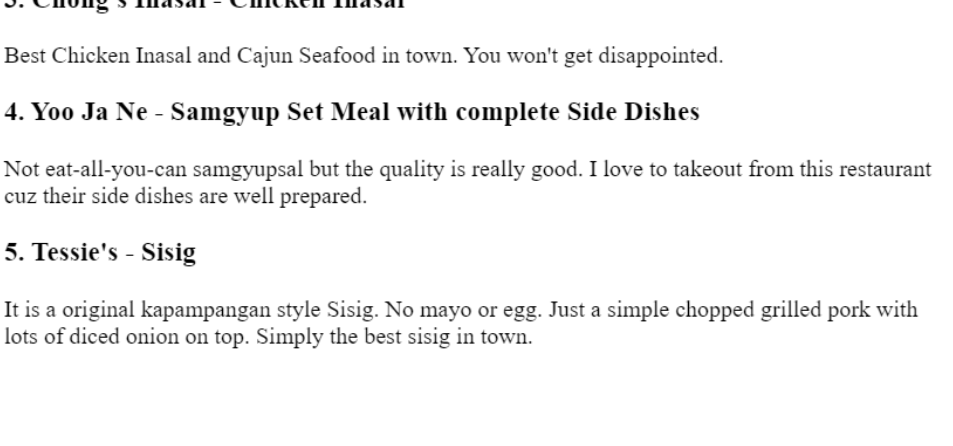 3. Chong's Inasal - Chicken Inasal
Best Chicken Inasal and Cajun Seafood in town. You won't get disappointed.
4. Yoo Ja Ne - Samgyup Set Meal with complete Side Dishes
Not eat-all-you-can samgyupsal but the quality is really good. I love to takeout from this restaurant
cuz their side dishes are well prepared.
5. Tessie's - Sisig
It is a original kapampangan style Sisig. No mayo or egg. Just a simple chopped grilled pork with
lots of diced onion on top. Simply the best sisig in town.